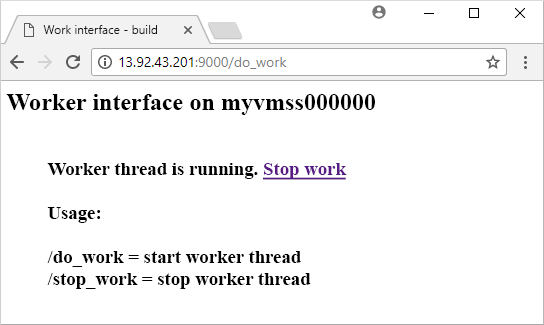 Work interface - build
13.92.43.201:9000/do_work
Worker interface on myvmss000000
Worker thread is running. Stop work
Usage:
/do_work = start worker thread
/stop_work = stop worker thread